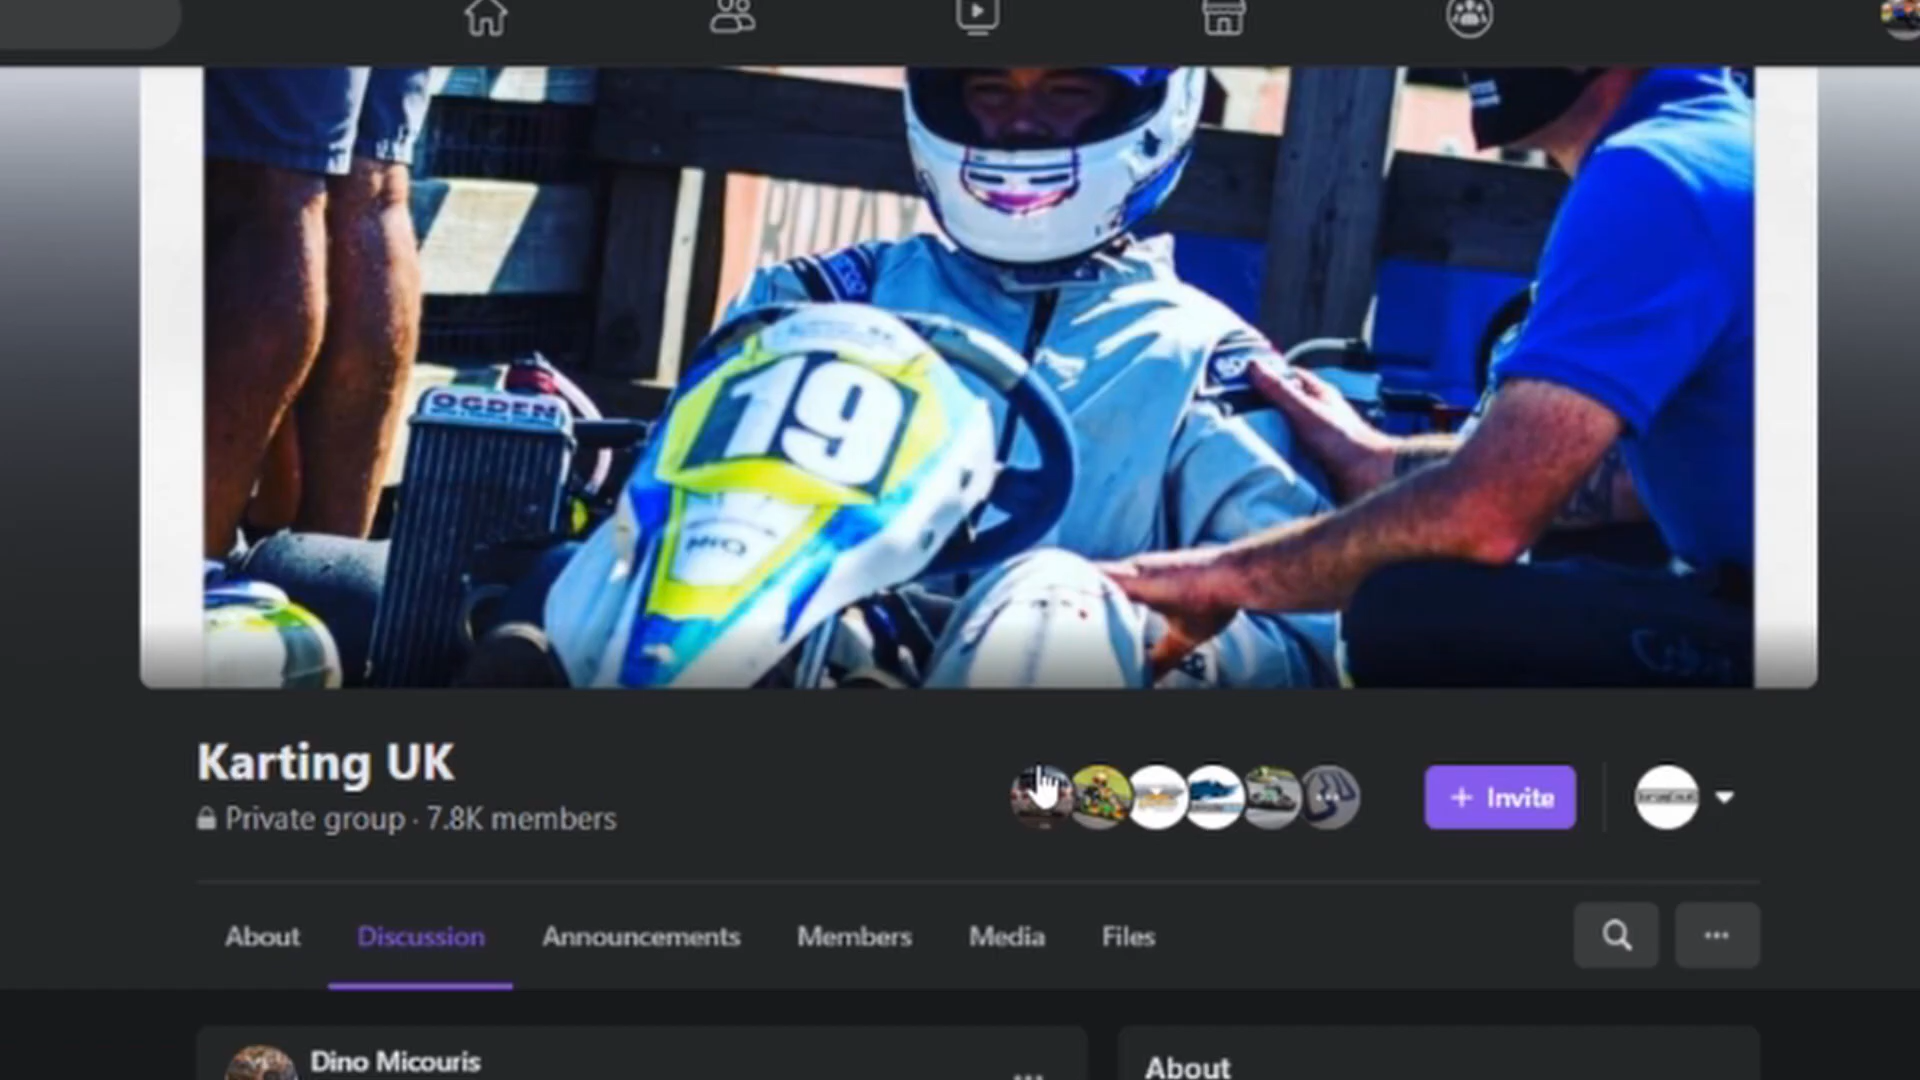 OGDEN
19
Karting UK
Private group · 7.8K members
+ Invite
About
Discussion
Announcements
Members
Media
Files
Dino Micouris
About